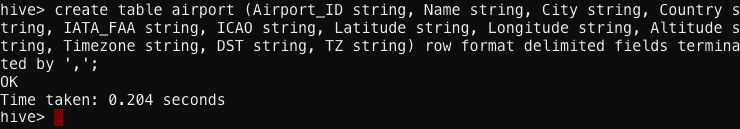 hive> create table airport (Airport_ID string, Name string, City string, Country s
tring, IATA_FAA string, ICAO string, Latitude string, Longitude string, Altitude s
tring, Timezone string, DST string, TZ string) row format delimited fields termina
ted by ',';
OK
Time taken: 0.204 seconds
hive>